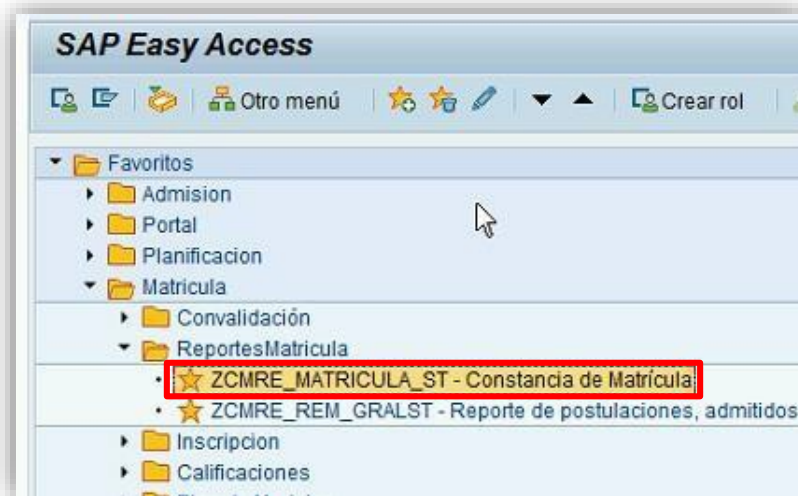 SAP Easy Access
Otro menú Crear rol
Favoritos
Admision
Portal
Planificacion
Matricula
Convalidación
ReportesMatricula
ZCMRE_MATRICULA_ST - Constancia de Matrícula
ZCMRE_REM_GRALST - Reporte de postulaciones, admitidos
Inscripcion
Calificaciones